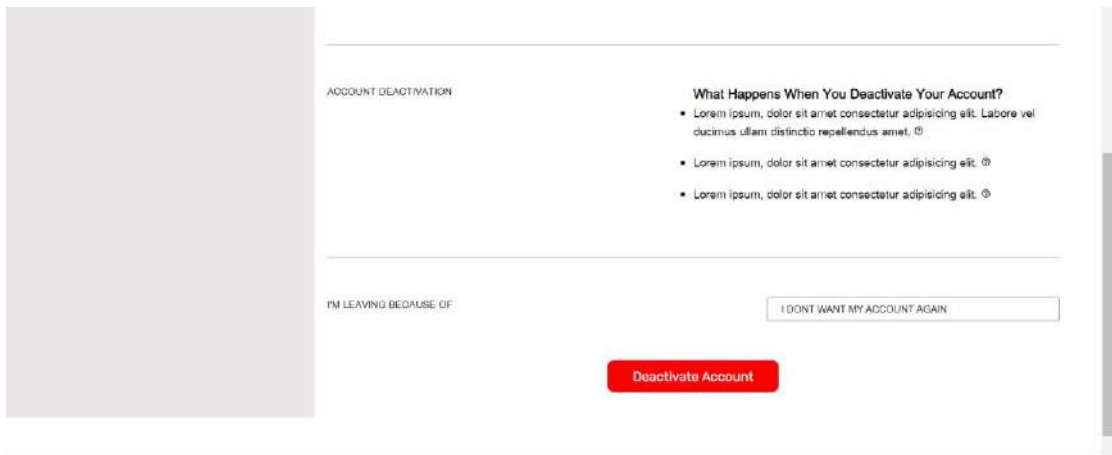 ACCOUNT DEACTIVATION
What Happens When You Deactivate Your Account?
• Lorem ipsum, dolor sit amet consectetur adipisicing elit. Labore vel
ducimus ullam distinctio repellendus amet.
• Lorem ipsum, dolor sit amet consectetur adipisicing elit.
• Lorem ipsum, dolor sit amet consectetur adipisicing elit.
I'M LEAVING BECAUSE OF
I DONT WANT MY ACCOUNT AGAIN
Deactivate Account